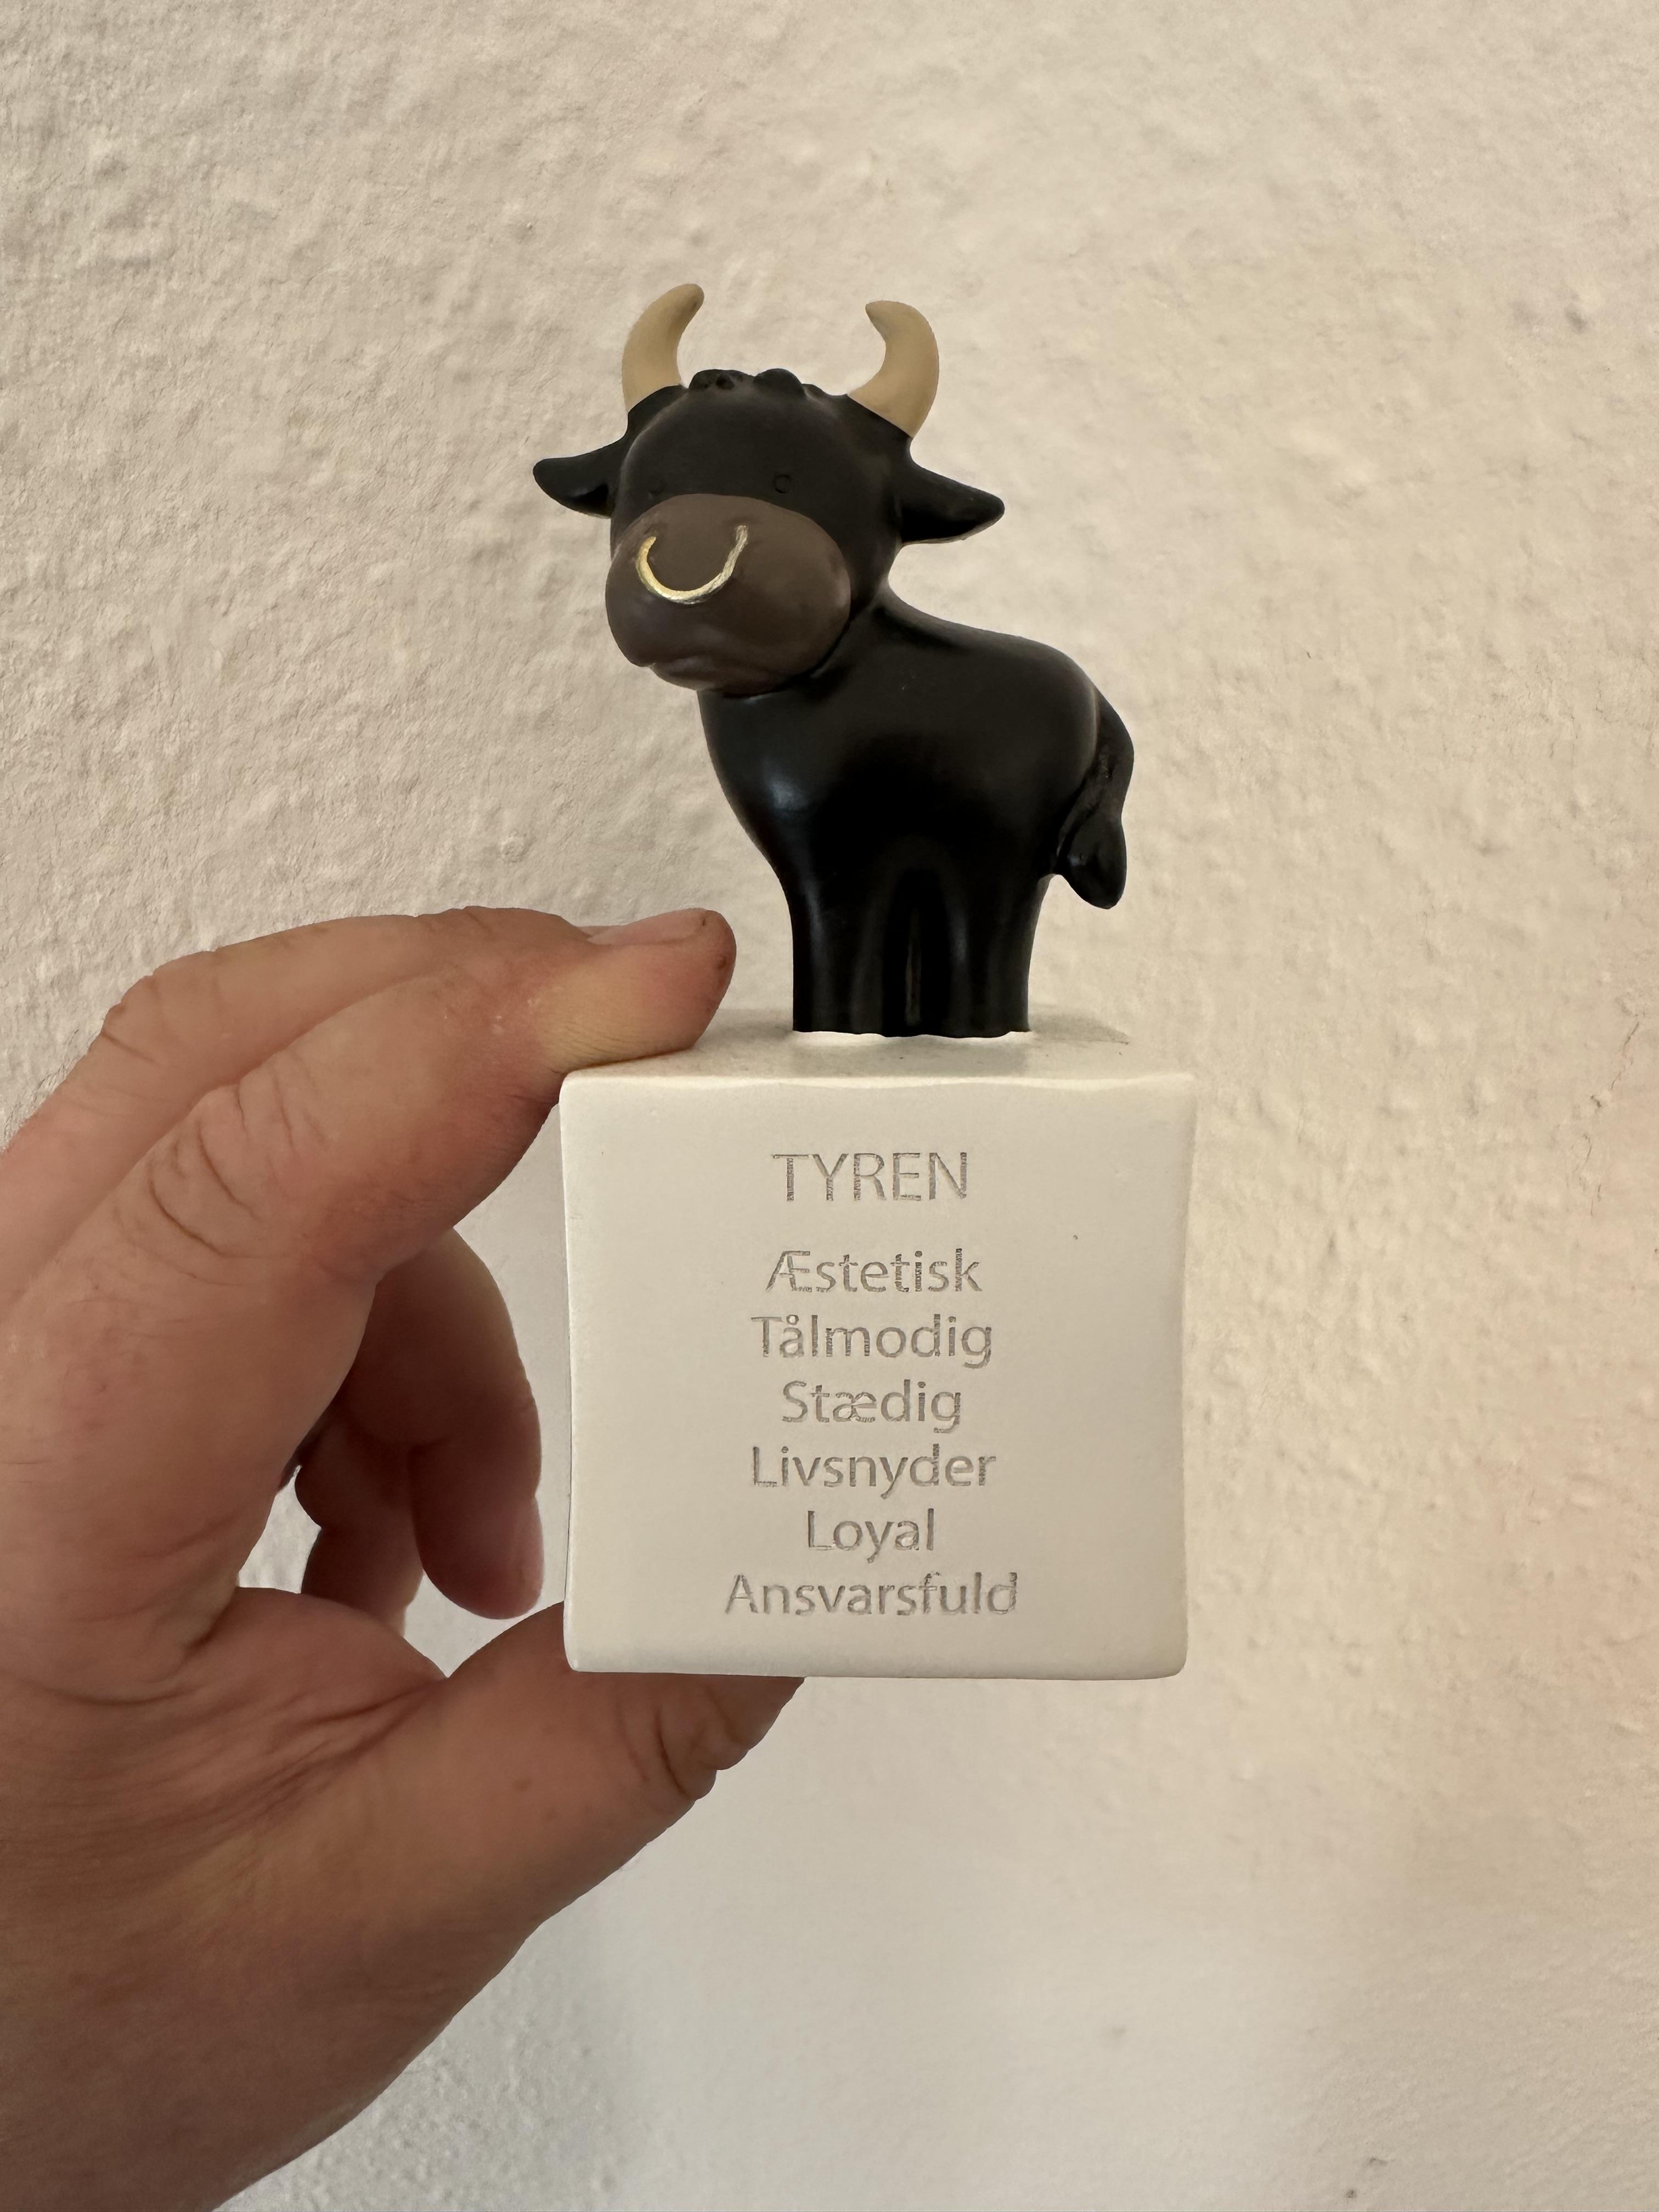 TYREN
Æstetisk
Tålmodig
Stædig
Livsnyder
Loyal
Ansvarsfuld